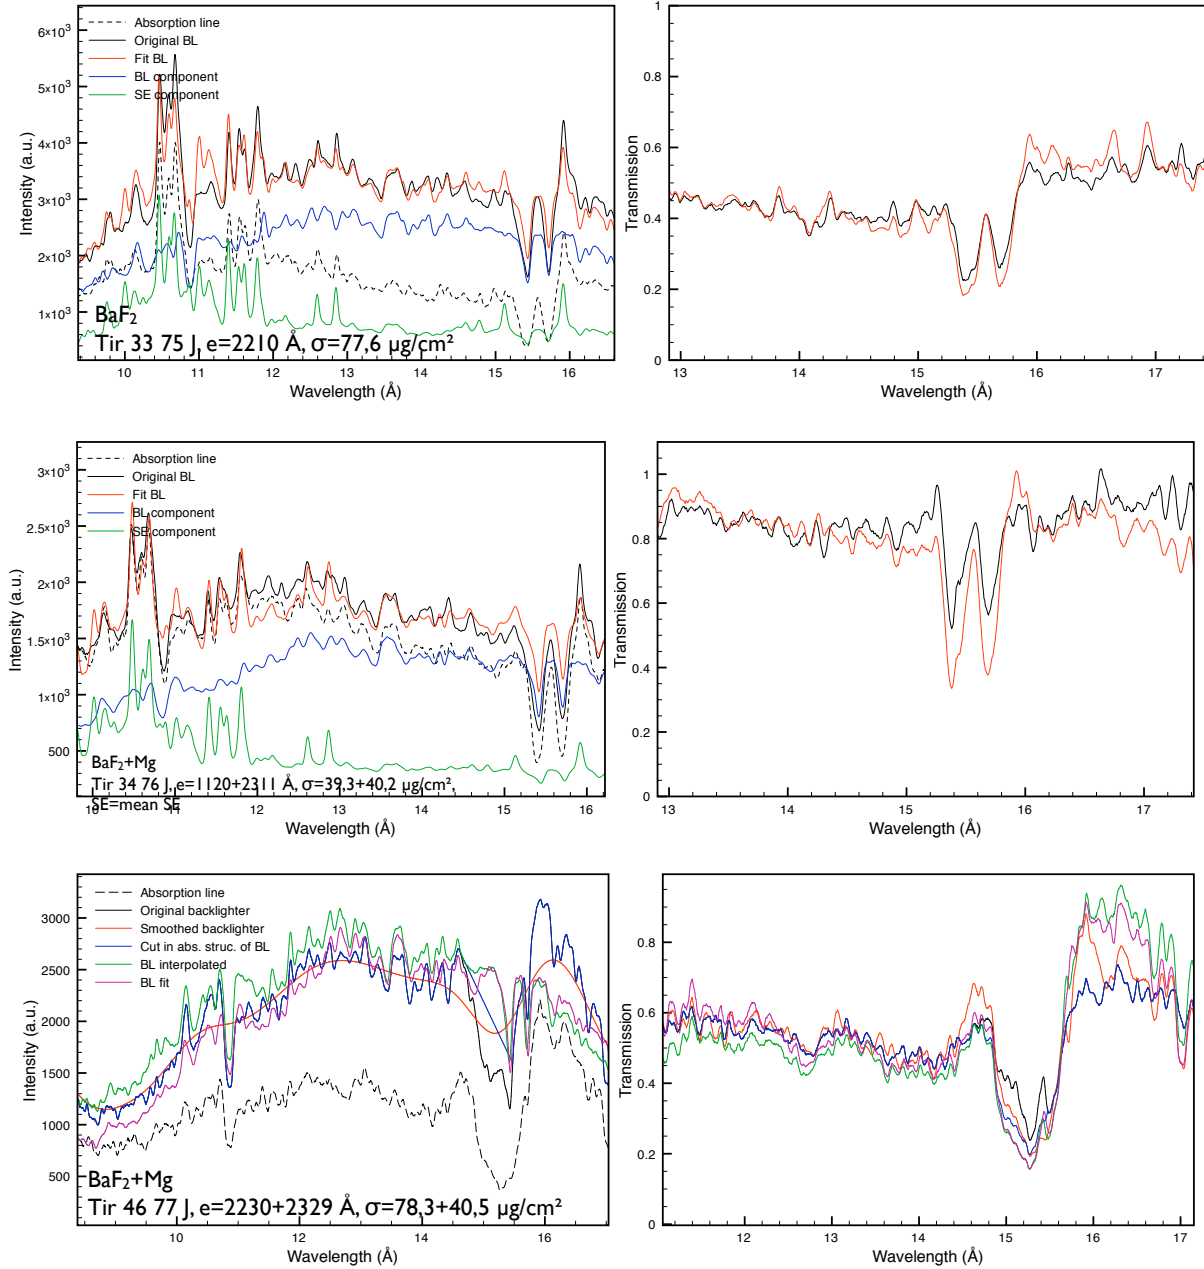 Absorption line
Original BL
Fit BL
BL component
SE component
6×10³
5×10³
4×10³
3×10³
2×10³
1×10³
Intensity (a.u.)
BaF₂
Tir 33 75 J, e=2210 Å, σ=77,6 µg/cm²
10 11 12 13 14 15 16
Wavelength (Å)
1
0.8
0.6
0.4
0.2
0
Transmission
13 14 15 16 17
Wavelength (Å)
Absorption line
Original BL
Fit BL
BL component
SE component
3×10³
2.5×10³
2×10³
1.5×10³
1×10³
500
Intensity (a.u.)
BaF₂+Mg
Tir 34 76 J, e=1120+2311 Å, σ=39,3+40,2 µg/cm²,
SE=mean SE
10 11 12 13 14 15 16
Wavelength (Å)
1
0.8
0.6
0.4
0.2
0
Transmission
13 14 15 16 17
Wavelength (Å)
Absorption line
Original backlighter
Smoothed backlighter
Cut in abs. struc. of BL
BL interpolated
BL fit
3000
2500
2000
1500
1000
500
Intensity (a.u.)
BaF₂+Mg
Tir 46 77 J, e=2230+2329 Å, σ=78,3+40,5 µg/cm²
10 12 14 16
Wavelength (Å)
0.8
0.6
0.4
0.2
0
Transmission
12 13 14 15 16 17
Wavelength (Å)